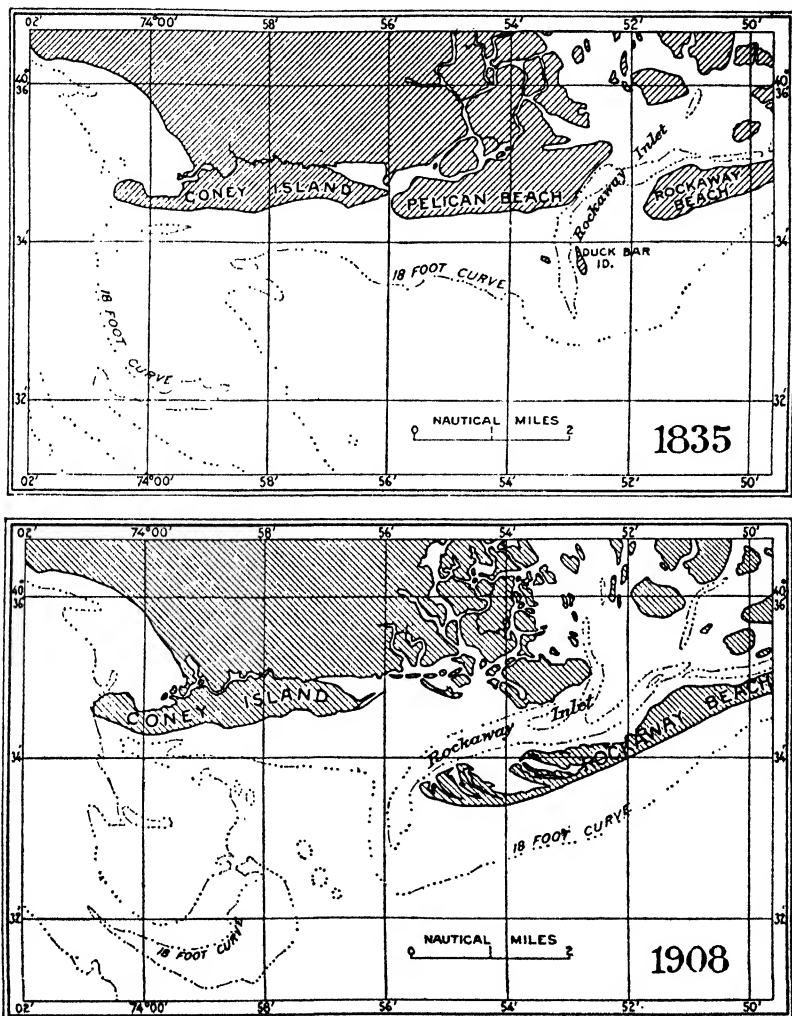 02' 74°00' 58' 56' 54' 52' 50'
40°
36'
40°
36'
CONEY ISLAND
PELICAN BEACH
Rockaway Inlet
ROCKAWAY
BEACH
34'
34'
DUCK BAR
ID.
18 FOOT CURVE
18 FOOT CURVE
32'
32'
NAUTICAL MILES
0 1 2
1835
02' 74°00' 58' 56' 54' 52' 50'
02' 74°00' 58' 56' 54' 52' 50'
40°
36'
40°
36'
CONEY ISLAND
Rockaway Inlet
ROCKAWAY BEACH
34'
34'
18 FOOT CURVE
32'
32'
18 FOOT CURVE
NAUTICAL MILES
0 1 2
1908
02' 74°00' 58' 56' 54' 52' 50'